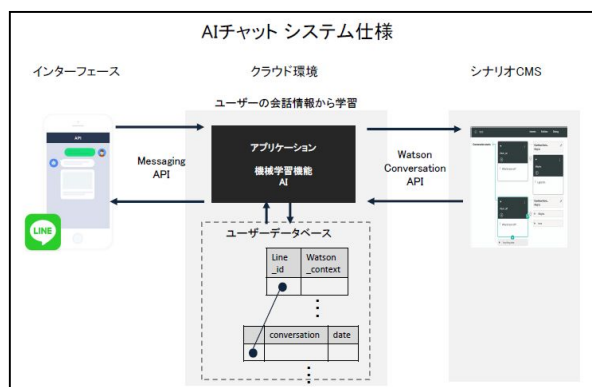 AIチャット システム仕様
インターフェース
クラウド環境
シナリオCMS
ユーザーの会話情報から学習
API
アプリケーション
機械学習機能
AI
Messaging
API
Watson
Conversation
API
LINE
ユーザーデータベース
Line
_id
Watson
_context
conversation
date